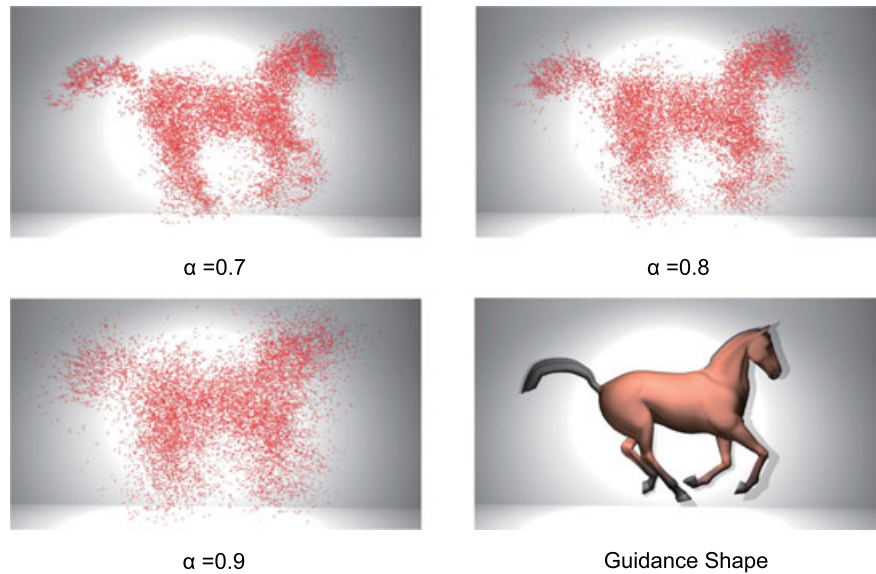 α =0.7
α =0.8
α =0.9
Guidance Shape